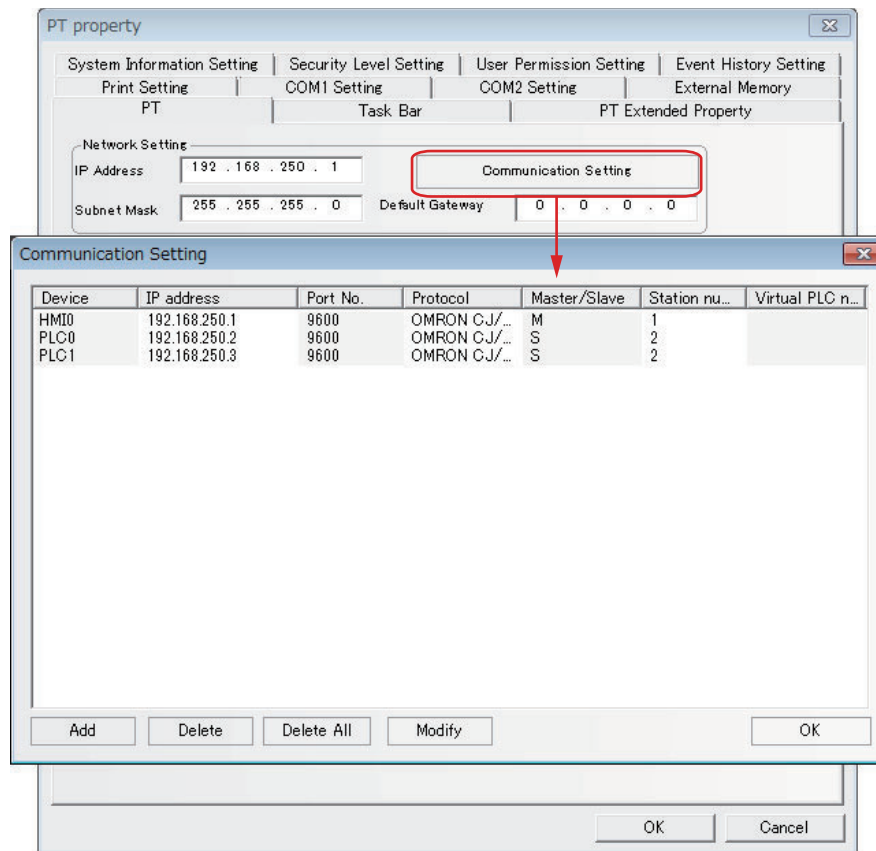 PT property
System Information Setting Security Level Setting User Permission Setting Event History Setting
Print Setting COM1 Setting COM2 Setting External Memory
PT Task Bar PT Extended Property
Network Setting
IP Address 192 . 168 . 250 . 1 Communication Setting
Subnet Mask 255 . 255 . 255 . 0 Default Gateway 0 . 0 . 0 . 0
Communication Setting
Device IP address Port No. Protocol Master/Slave Station nu... Virtual PLC n...
HMI0 192.168.250.1 9600 OMRON CJ/... M 1
PLC0 192.168.250.2 9600 OMRON CJ/... S 2
PLC1 192.168.250.3 9600 OMRON CJ/... S 2
Add Delete Delete All Modify OK
OK Cancel